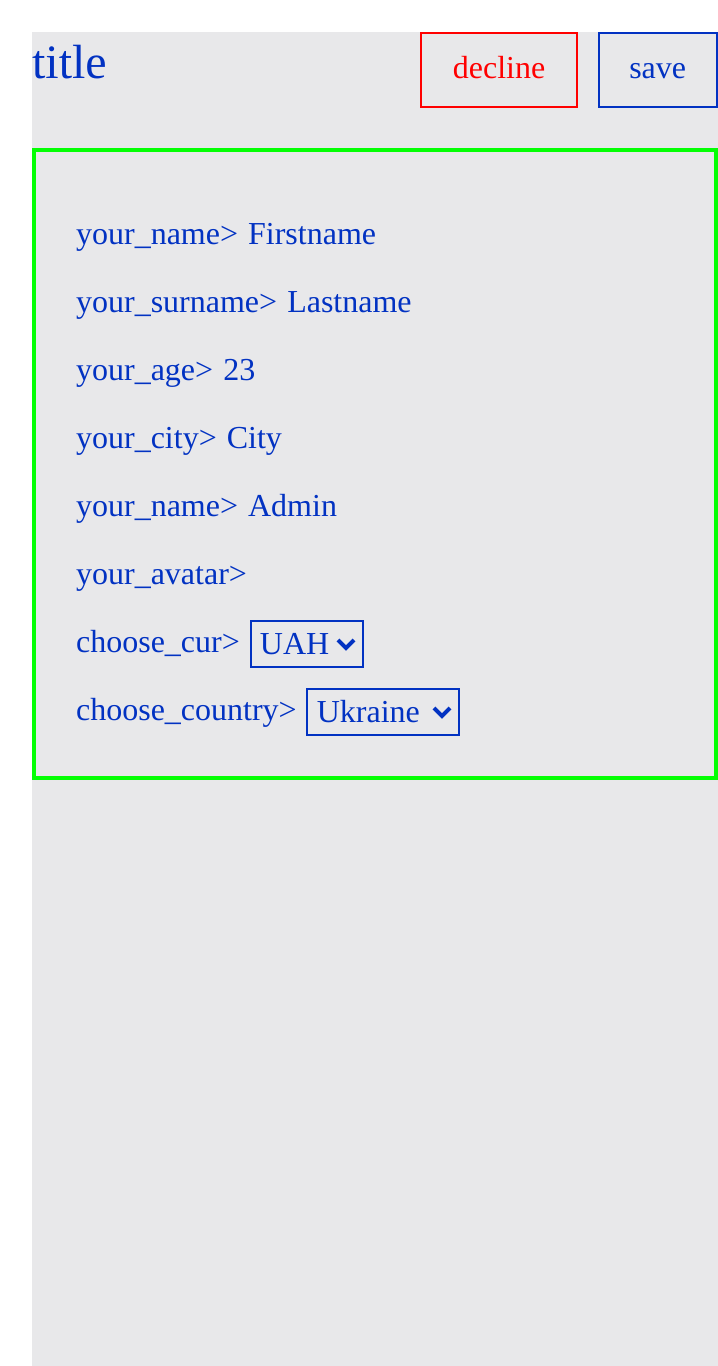 title decline save
your_name> Firstname
your_surname> Lastname
your_age> 23
your_city> City
your_name> Admin
your_avatar>
choose_cur> UAH
choose_country> Ukraine